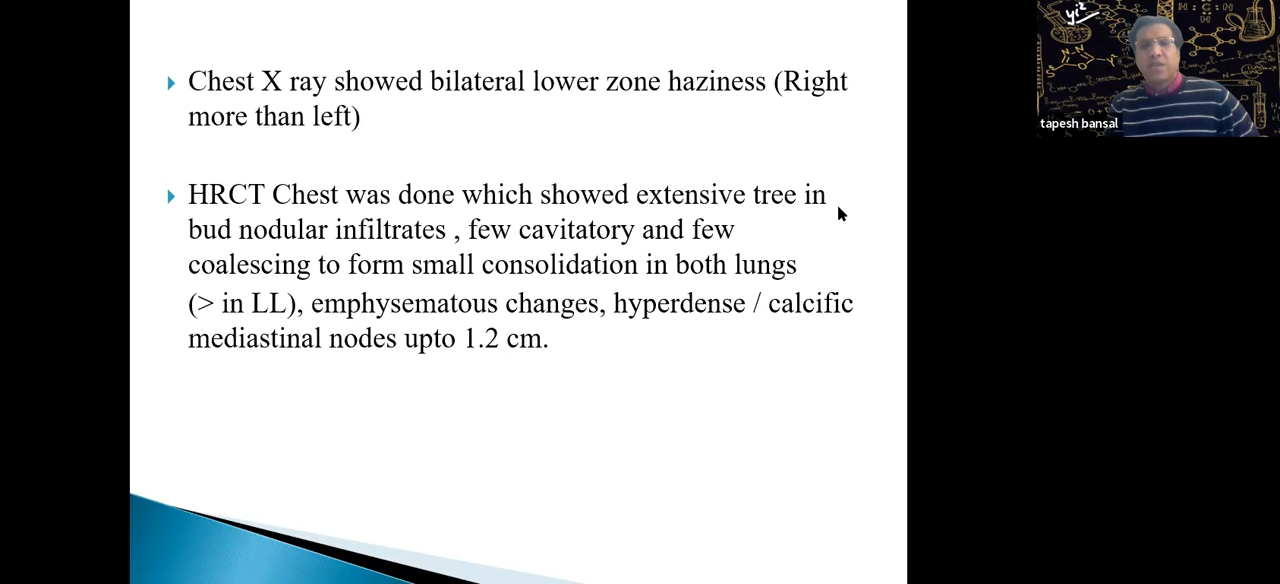 Chest X ray showed bilateral lower zone haziness (Right
more than left)
HRCT Chest was done which showed extensive tree in
bud nodular infiltrates , few cavitatory and few
coalescing to form small consolidation in both lungs
(> in LL), emphysematous changes, hyperdense / calcific
mediastinal nodes upto 1.2 cm.
tapesh bansal